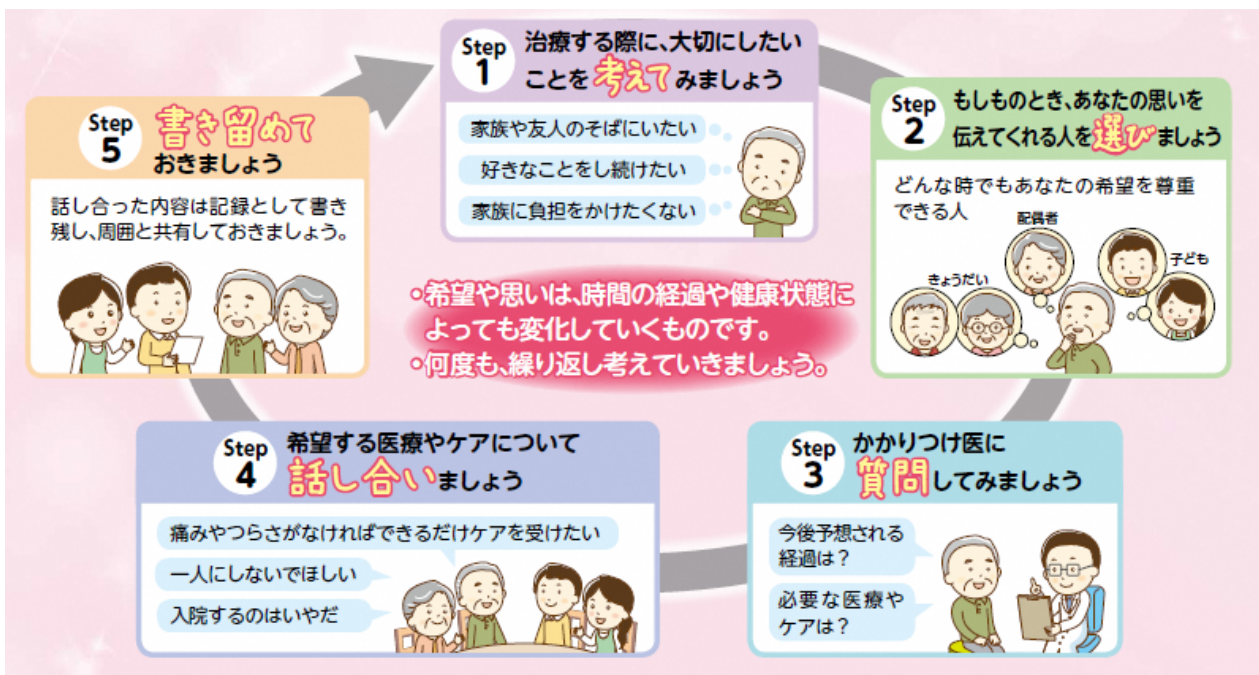 Step
1
治療する際に、大切にしたい
ことを考えてみましょう
家族や友人のそばにいたい
好きなことをし続けたい
家族に負担をかけたくない
Step
2
もしものとき、あなたの思いを
伝えてくれる人を選びましょう
どんな時でもあなたの希望を尊重
できる人
配偶者
きょうだい
子ども
Step
3
かかりつけ医に
質問してみましょう
今後予想される
経過は？
必要な医療や
ケアは？
Step
4
希望する医療やケアについて
話し合いましょう
痛みやつらさがなければできるだけケアを受けたい
一人にしないでほしい
入院するのはいやだ
Step
5
書き留めて
おきましょう
話し合った内容は記録として書き
残し、周囲と共有しておきましょう。
・希望や思いは、時間の経過や健康状態に
よっても変化していくものです。
・何度も、繰り返し考えていきましょう。